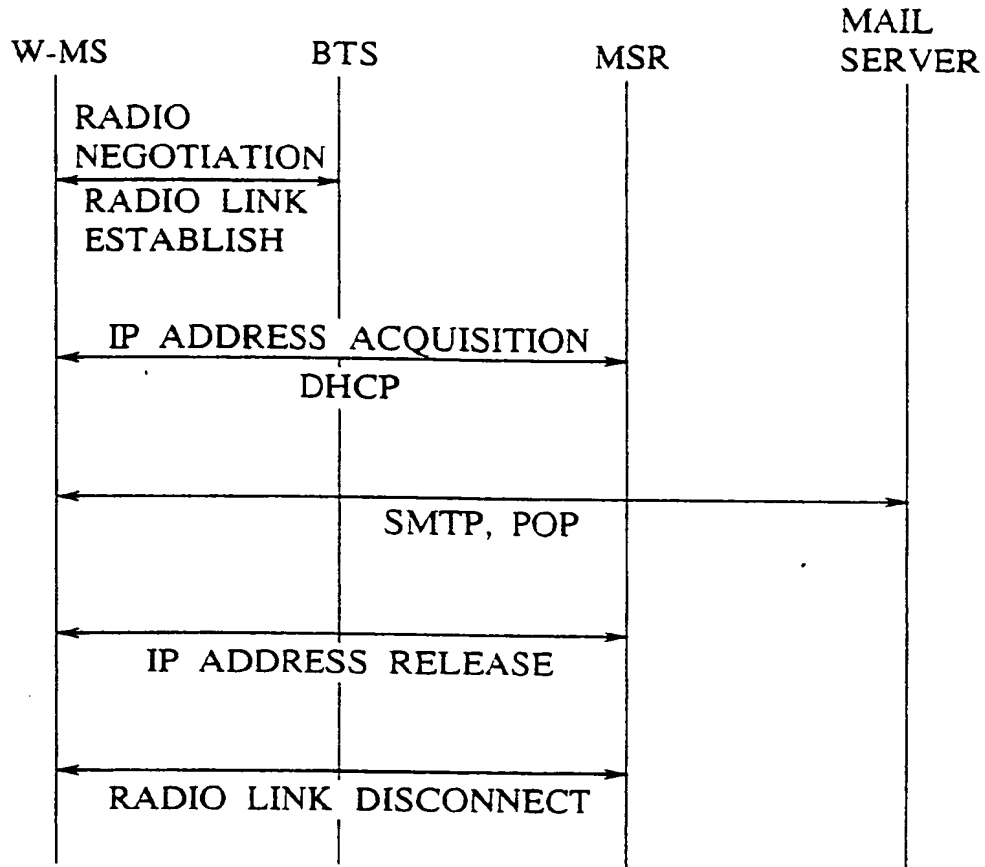 W-MS
BTS
MSR
MAIL
SERVER
RADIO
NEGOTIATION
RADIO LINK
ESTABLISH
IP ADDRESS ACQUISITION
DHCP
SMTP, POP
IP ADDRESS RELEASE
RADIO LINK DISCONNECT